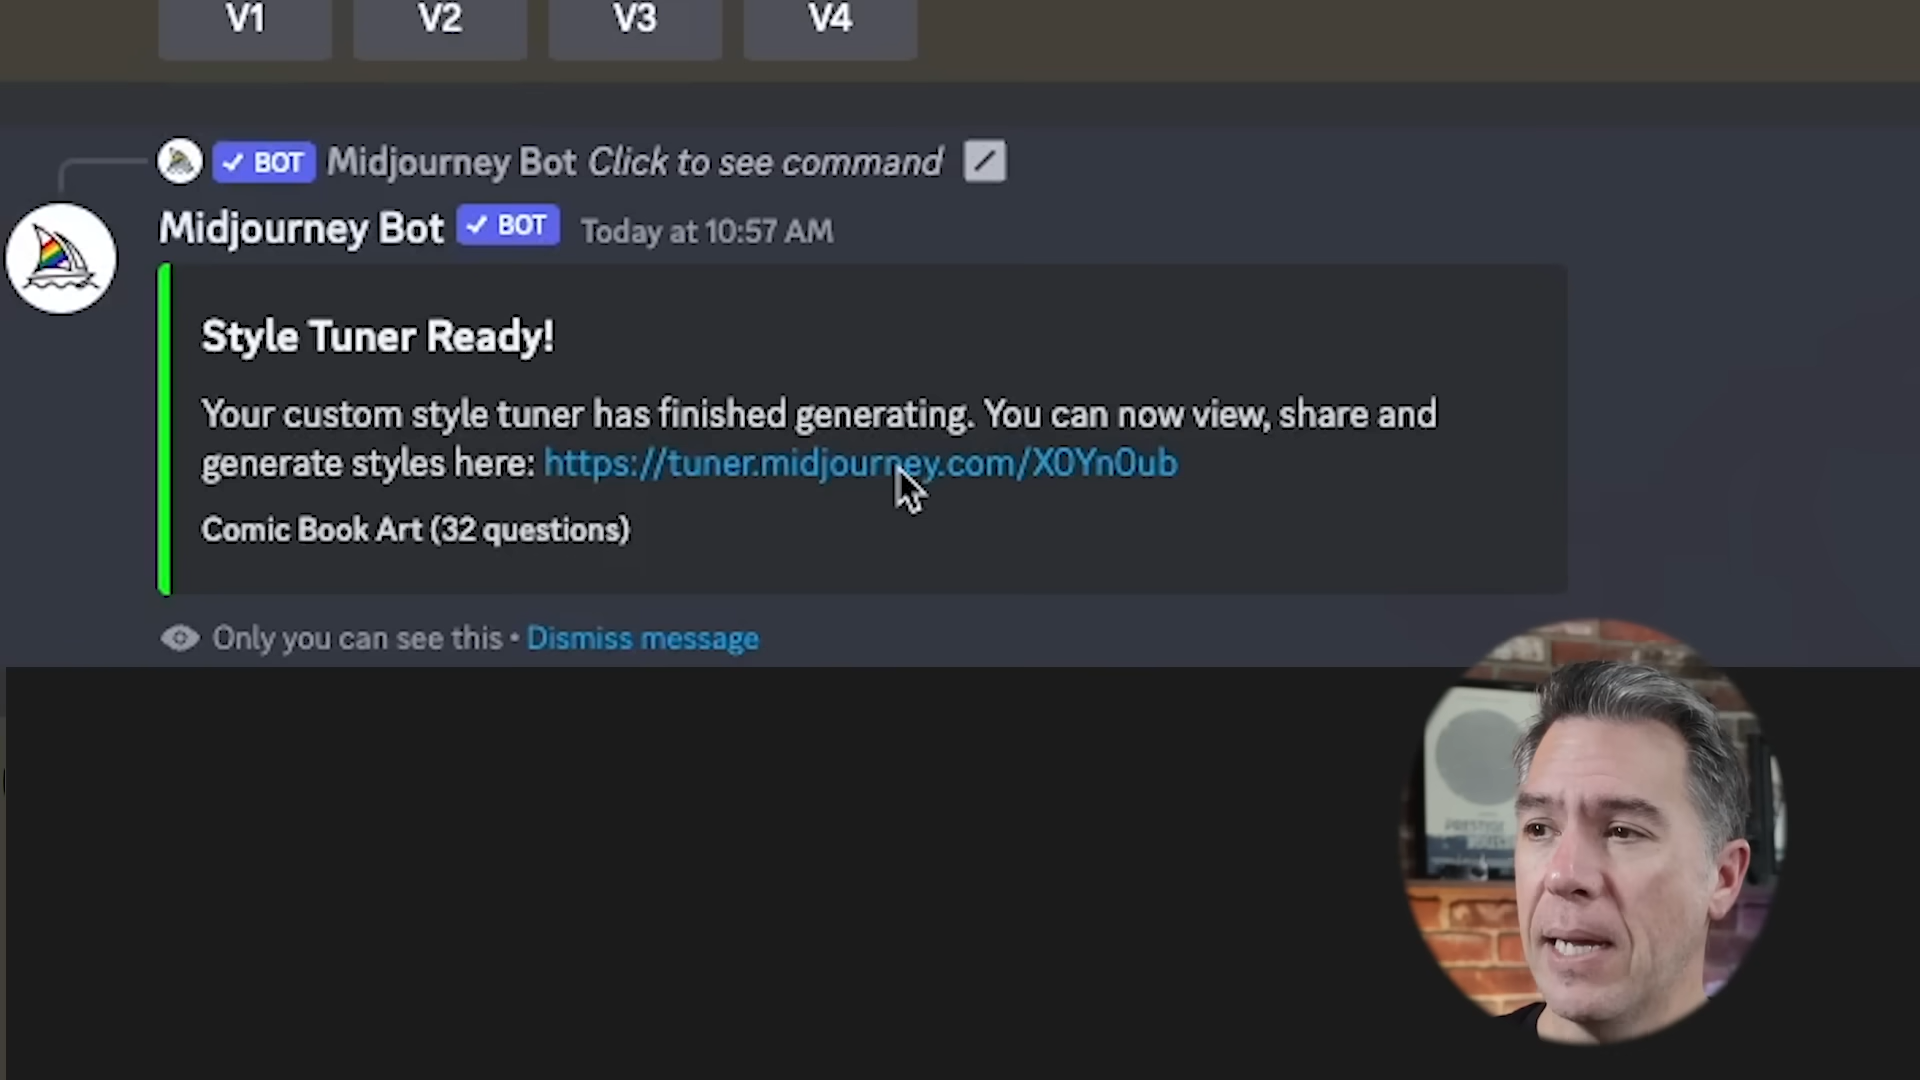 V1 V2 V3 V4
BOT Midjourney Bot Click to see command
Midjourney Bot BOT Today at 10:57 AM
Style Tuner Ready!
Your custom style tuner has finished generating. You can now view, share and
generate styles here: https://tuner.midjourney.com/X0Yn0ub
Comic Book Art (32 questions)
Only you can see this • Dismiss message